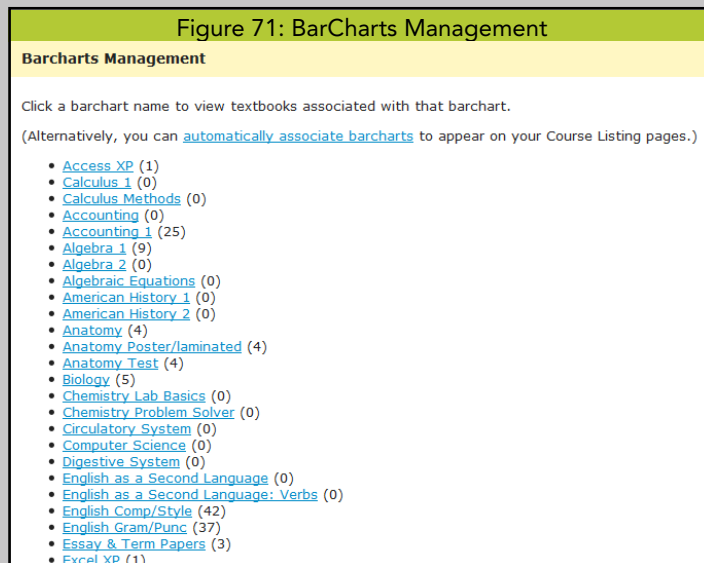 Figure 71: BarCharts Management
Barcharts Management
Click a barchart name to view textbooks associated with that barchart.
(Alternatively, you can automatically associate barcharts to appear on your Course Listing pages.)
• Access XP (1)
• Calculus 1 (0)
• Calculus Methods (0)
• Accounting (0)
• Accounting 1 (25)
• Algebra 1 (9)
• Algebra 2 (0)
• Algebraic Equations (0)
• American History 1 (0)
• American History 2 (0)
• Anatomy (4)
• Anatomy Poster/laminated (4)
• Anatomy Test (4)
• Biology (5)
• Chemistry Lab Basics (0)
• Chemistry Problem Solver (0)
• Circulatory System (0)
• Computer Science (0)
• Digestive System (0)
• English as a Second Language (0)
• English as a Second Language: Verbs (0)
• English Comp/Style (42)
• English Gram/Punc (37)
• Essay & Term Papers (3)
• Excel XP (1)